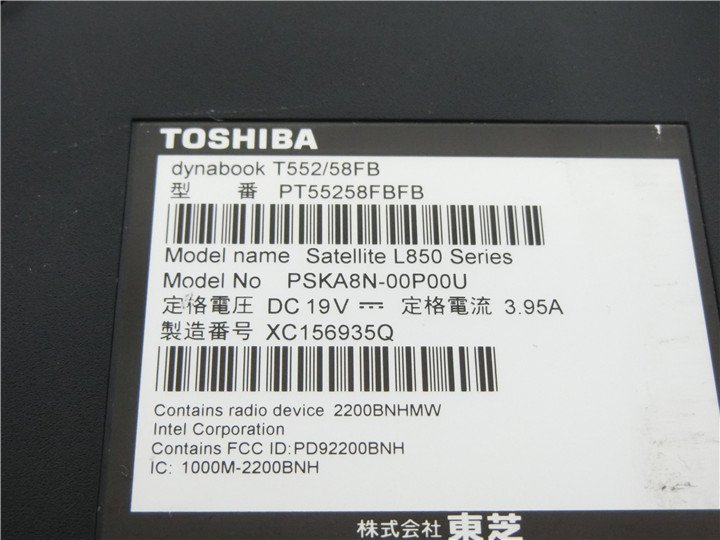 TOSHIBA
dynabook T552/58FB
型 番 PT55258FBFB
Model name Satellite L850 Series
Model No PSKA8N-00P00U
定格電圧 DC 19V ⎓ 定格電流 3.95A
製造番号 XC156935Q
Contains radio device 2200BNHMW
Intel Corporation
Contains FCC ID:PD92200BNH
IC: 1000M-2200BNH
株式会社 東芝